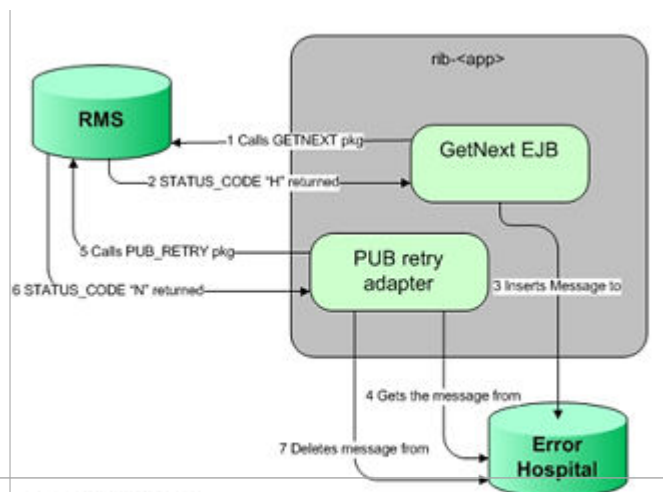 rib-<app>
RMS
1 Calls GETNEXT pkg
GetNext EJB
2 STATUS_CODE "H" returned
5 Calls PUB_RETRY pkg
PUB retry
adapter
6 STATUS_CODE "N" returned
3 Inserts Message to
4 Gets the message from
7 Deletes message from
Error
Hospital